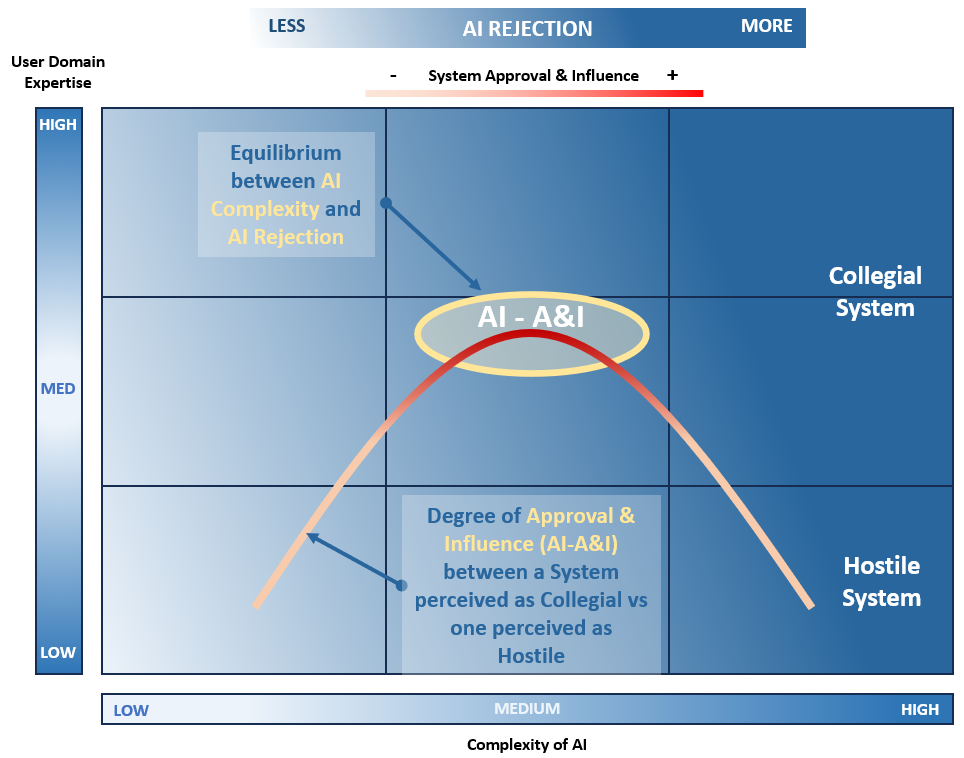 LESS AI REJECTION MORE
User Domain
Expertise
- System Approval & Influence +
HIGH
MED
LOW
Equilibrium
between AI
Complexity and
AI Rejection
Collegial
System
AI - A&I
Degree of Approval &
Influence (AI-A&I)
between a System
perceived as Collegial vs
one perceived as
Hostile
Hostile
System
LOW MEDIUM HIGH
Complexity of AI